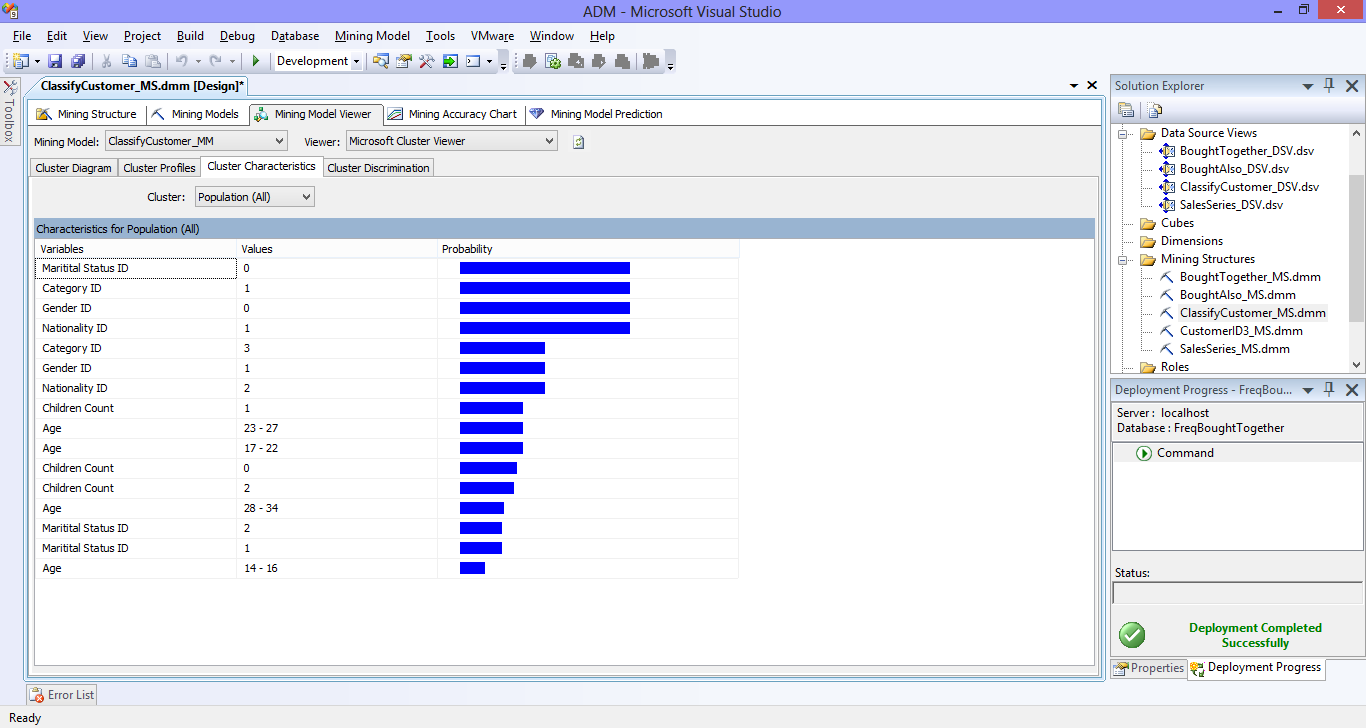 ADM - Microsoft Visual Studio
File Edit View Project Build Debug Database Mining Model Tools VMware Window Help
Development
Toolbox
ClassifyCustomer_MS.dmm [Design]*
Mining Structure Mining Models Mining Model Viewer Mining Accuracy Chart Mining Model Prediction
Mining Model: ClassifyCustomer_MM Viewer: Microsoft Cluster Viewer
Cluster Diagram Cluster Profiles Cluster Characteristics Cluster Discrimination
Cluster: Population (All)
Characteristics for Population (All)
Variables Values Probability
Maritital Status ID 0
Category ID 1
Gender ID 0
Nationality ID 1
Category ID 3
Gender ID 1
Nationality ID 2
Children Count 1
Age 23 - 27
Age 17 - 22
Children Count 0
Children Count 2
Age 28 - 34
Maritital Status ID 2
Maritital Status ID 1
Age 14 - 16
Solution Explorer
Data Source Views
BoughtTogether_DSV.dsv
BoughtAlso_DSV.dsv
ClassifyCustomer_DSV.dsv
SalesSeries_DSV.dsv
Cubes
Dimensions
Mining Structures
BoughtTogether_MS.dmm
BoughtAlso_MS.dmm
ClassifyCustomer_MS.dmm
CustomerID3_MS.dmm
SalesSeries_MS.dmm
Roles
Deployment Progress - FreqBou...
Server : localhost
Database : FreqBoughtTogether
Command
Status:
Deployment Completed
Successfully
Properties Deployment Progress
Error List
Ready